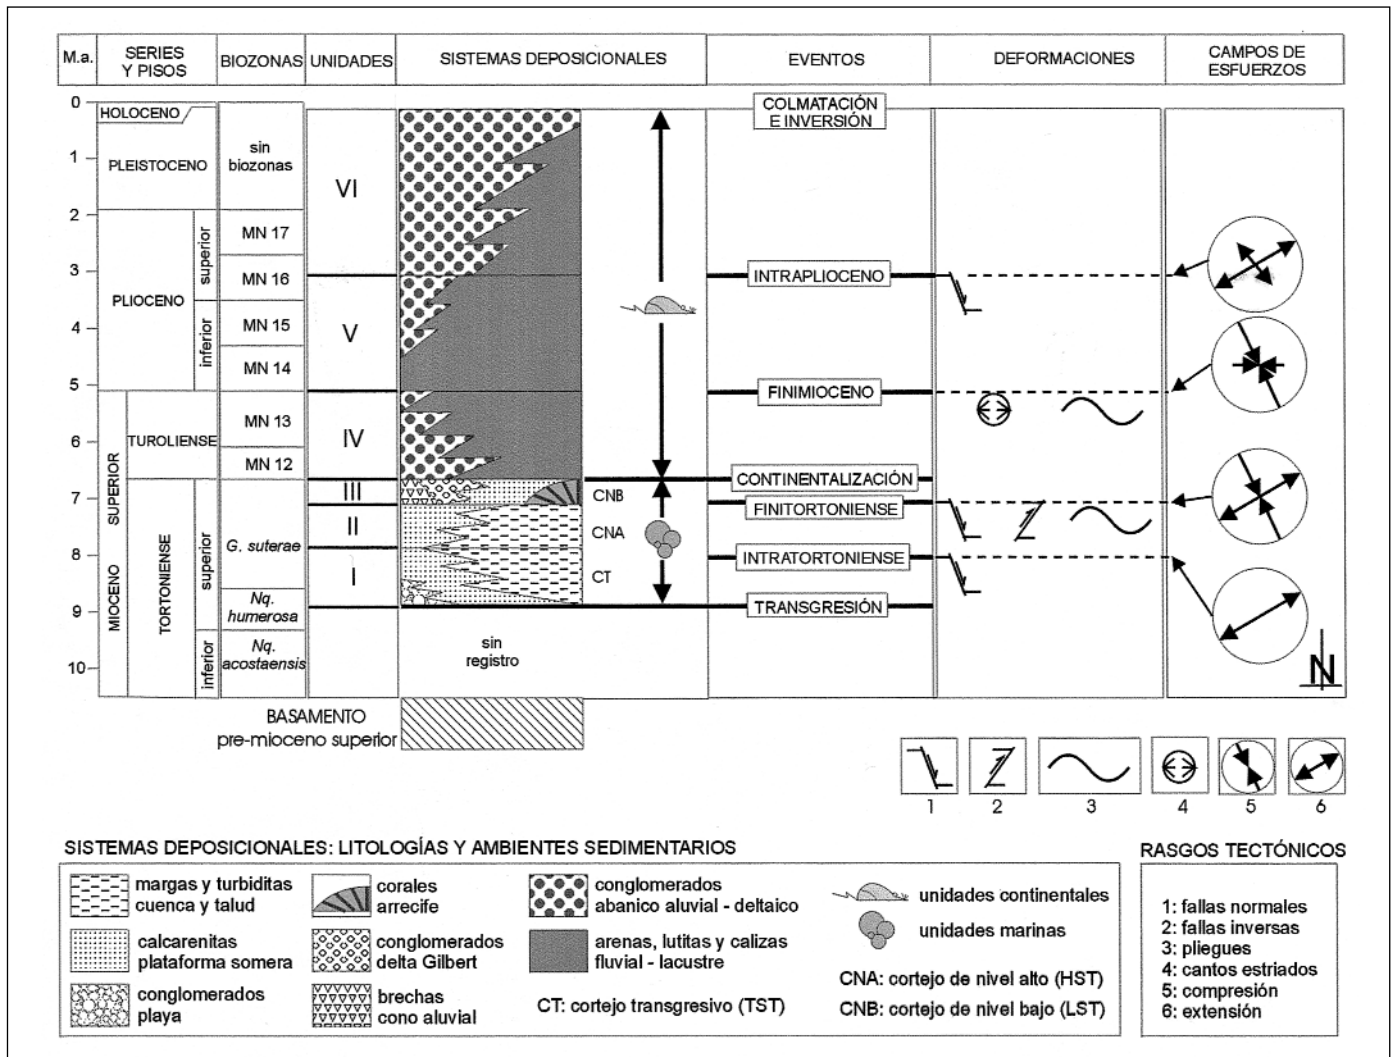 M.a.
SERIES
Y PISOS
BIOZONAS
UNIDADES
SISTEMAS DEPOSICIONALES
EVENTOS
DEFORMACIONES
CAMPOS DE
ESFUERZOS
0
1
2
3
4
5
6
7
8
9
10
HOLOCENO
PLEISTOCENO
PLIOCENO
superior
inferior
MIOCENO
SUPERIOR
TUROLIENSE
TORTONIENSE
superior
inferior
sin
biozonas
MN 17
MN 16
MN 15
MN 14
MN 13
MN 12
G. suterae
Nq.
humerosa
Nq.
acostaensis
VI
V
IV
III
II
I
CNB
CNA
CT
sin
registro
BASAMENTO
pre-mioceno superior
COLMATACIÓN
E INVERSIÓN
INTRAPLIOCENO
FINIMIOCENO
CONTINENTALIZACIÓN
FINITORTONIENSE
INTRATORTONIENSE
TRANSGRESIÓN
N
1
2
3
4
5
6
SISTEMAS DEPOSICIONALES: LITOLOGÍAS Y AMBIENTES SEDIMENTARIOS
margas y turbiditas
cuenca y talud
calcarenitas
plataforma somera
conglomerados
playa
corales
arrecife
conglomerados
delta Gilbert
brechas
cono aluvial
conglomerados
abanico aluvial - deltaico
arenas, lutitas y calizas
fluvial - lacustre
CT: cortejo transgresivo (TST)
unidades continentales
unidades marinas
CNA: cortejo de nivel alto (HST)
CNB: cortejo de nivel bajo (LST)
RASGOS TECTÓNICOS
1: fallas normales
2: fallas inversas
3: pliegues
4: cantos estriados
5: compresión
6: extensión